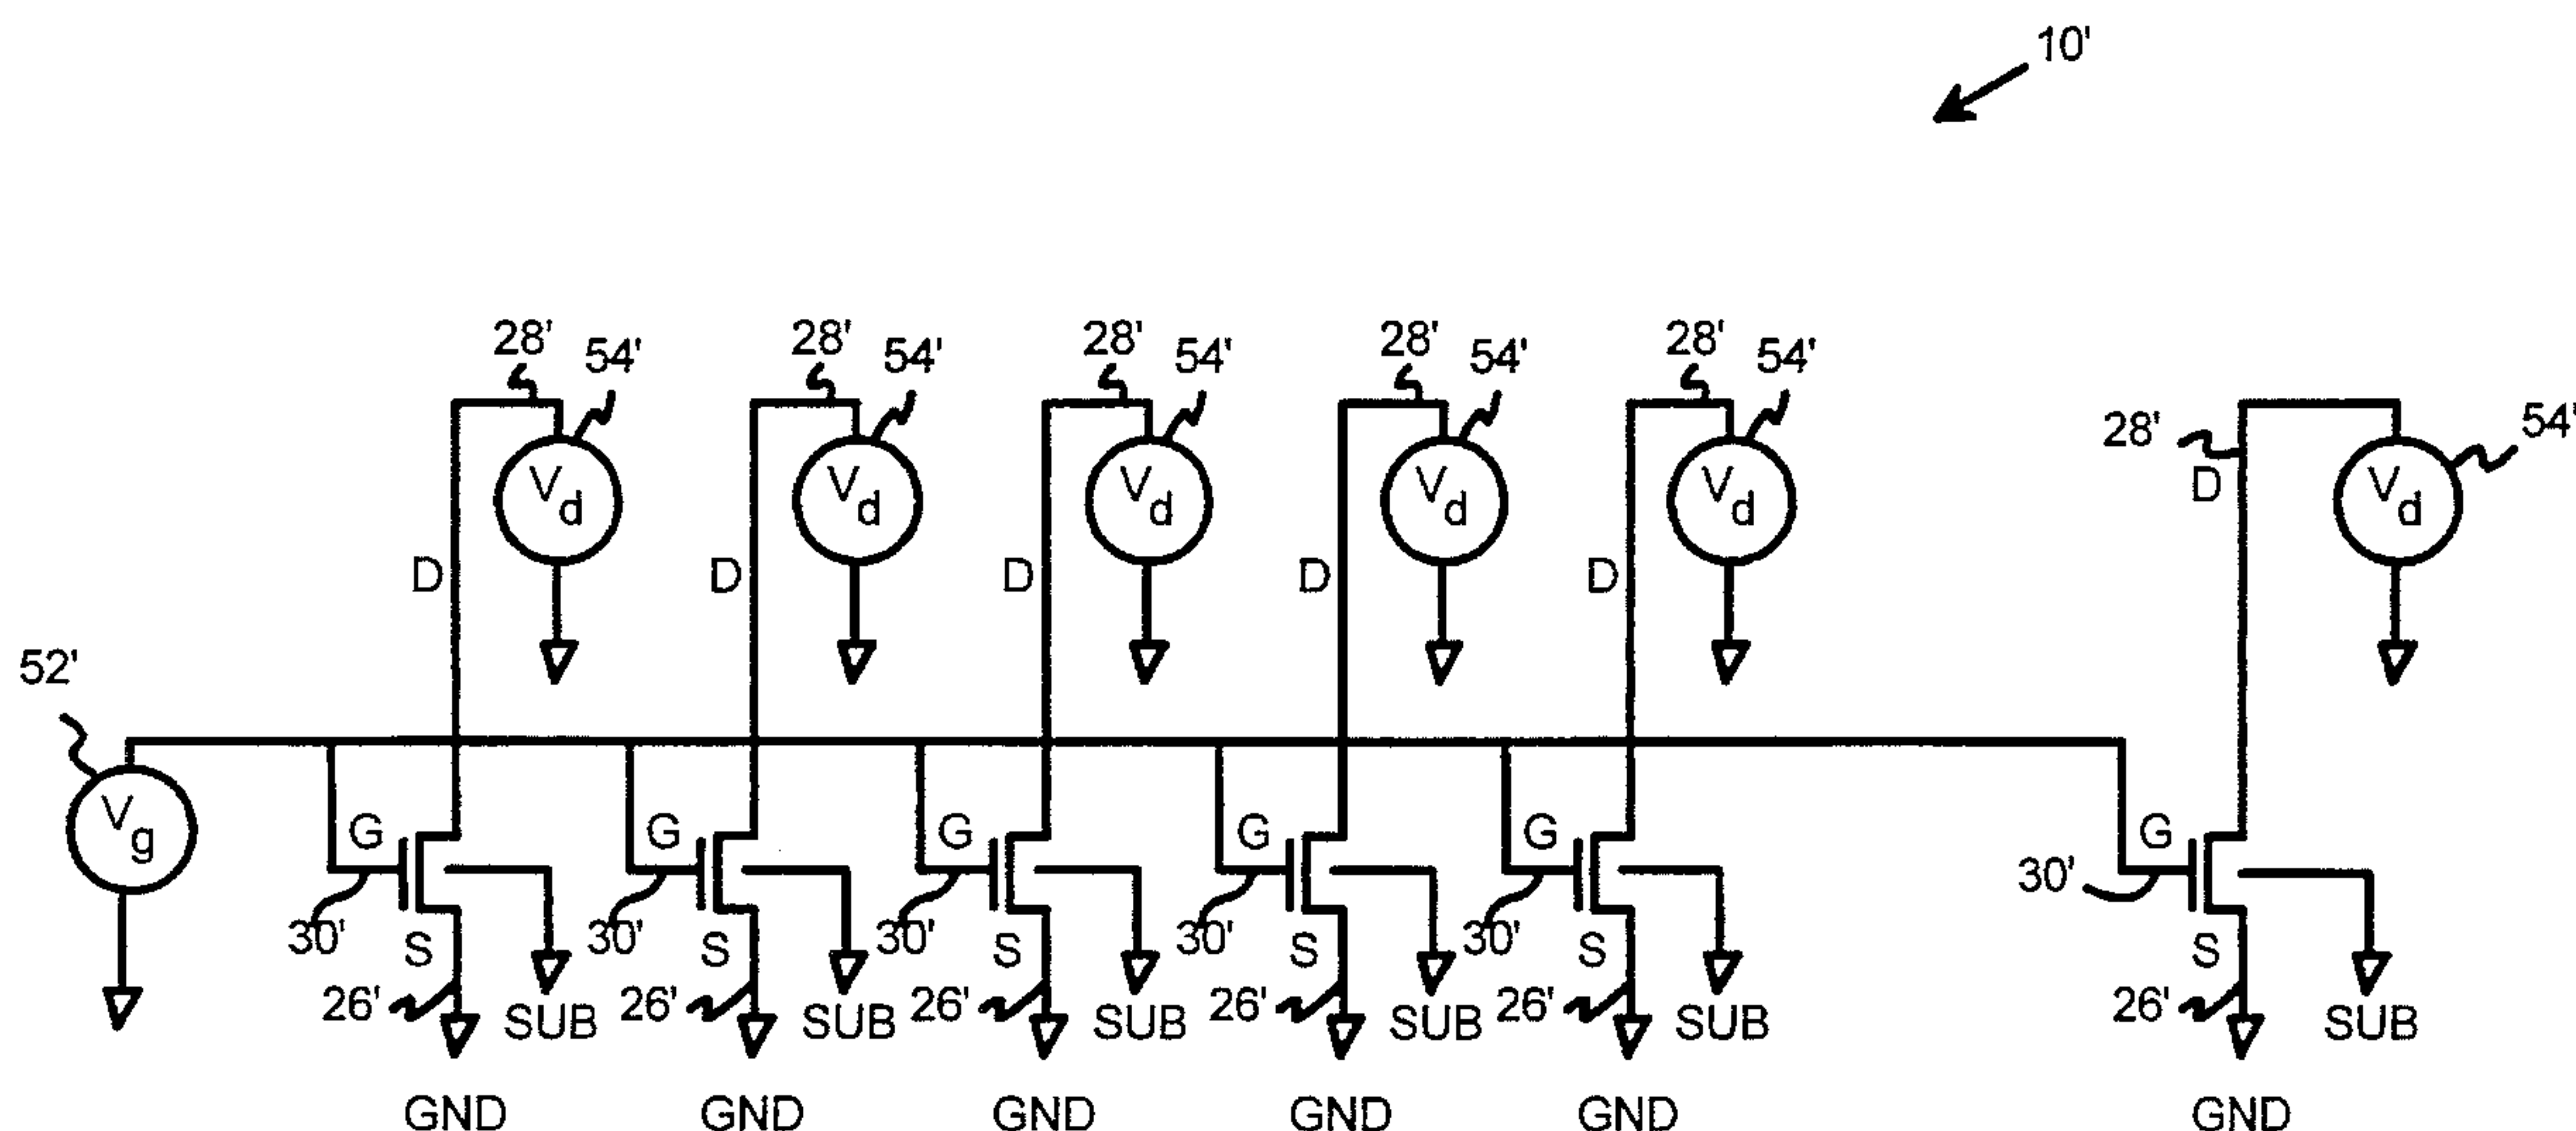 10'
28' 54' 28' 54' 28' 54' 28' 54' 28' 54' 28' 54'
Vd Vd Vd Vd Vd D Vd
D D D D D
52'
Vg G G G G G G
30' 30' 30' 30' 30' 30'
S S S S S S
26' SUB 26' SUB 26' SUB 26' SUB 26' SUB 26' SUB
GND GND GND GND GND GND